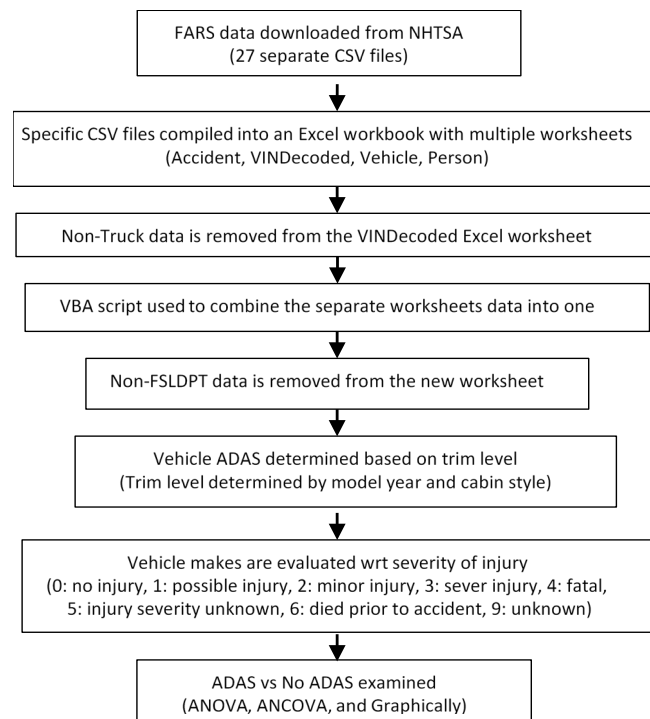 FARS data downloaded from NHTSA
(27 separate CSV files)
Specific CSV files compiled into an Excel workbook with multiple worksheets
(Accident, VINDecoded, Vehicle, Person)
Non-Truck data is removed from the VINDecoded Excel worksheet
VBA script used to combine the separate worksheets data into one
Non-FSLDPT data is removed from the new worksheet
Vehicle ADAS determined based on trim level
(Trim level determined by model year and cabin style)
Vehicle makes are evaluated wrt severity of injury
(0: no injury, 1: possible injury, 2: minor injury, 3: sever injury, 4: fatal,
5: injury severity unknown, 6: died prior to accident, 9: unknown)
ADAS vs No ADAS examined
(ANOVA, ANCOVA, and Graphically)